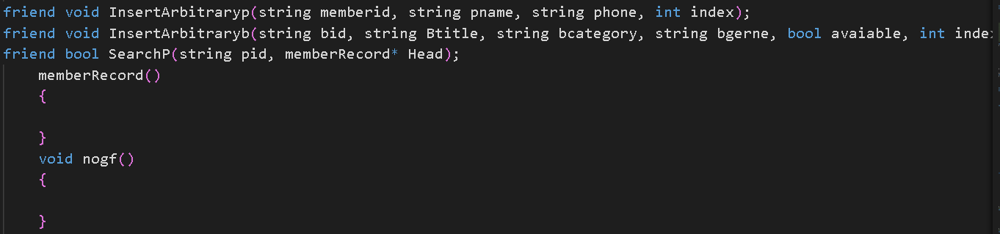 friend void InsertArbitraryp(string memberid, string pname, string phone, int index);
friend void InsertArbitraryb(string bid, string Btitle, string bcategory, string bgerne, bool avaiable, int inde
friend bool SearchP(string pid, memberRecord* Head);
memberRecord()
{
}
void nogf()
{
}